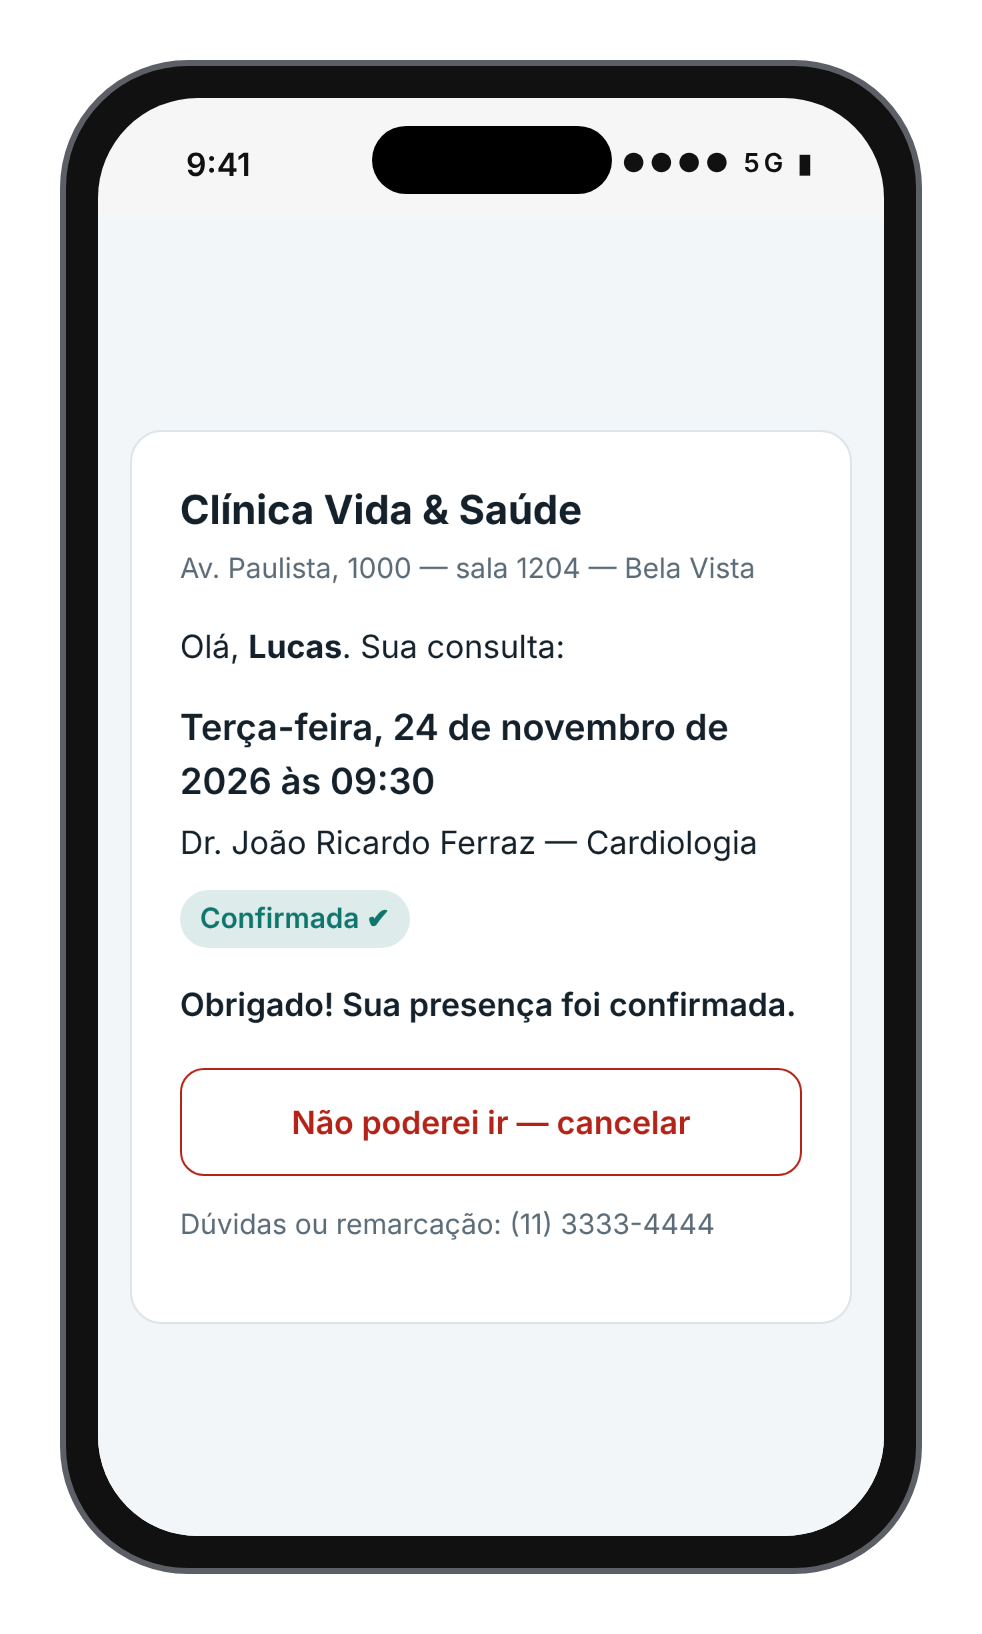 9:41
5G
Clínica Vida & Saúde
Av. Paulista, 1000 — sala 1204 — Bela Vista
Olá, Lucas. Sua consulta:
Terça-feira, 24 de novembro de
2026 às 09:30
Dr. João Ricardo Ferraz — Cardiologia
Confirmada ✔
Obrigado! Sua presença foi confirmada.
Não poderei ir — cancelar
Dúvidas ou remarcação: (11) 3333-4444